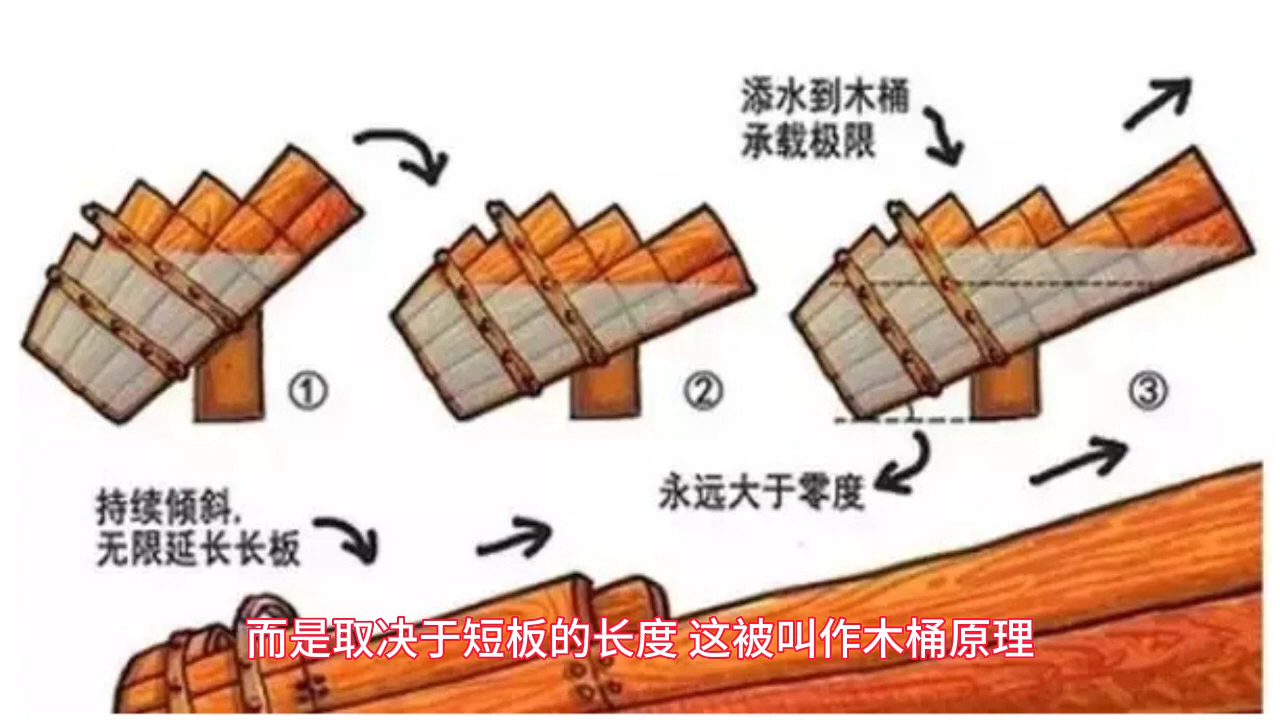 添水到木桶
承载极限
①
②
③
永远大于零度
持续倾斜.
无限延长长板
而是取决于短板的长度 这被叫作木桶原理